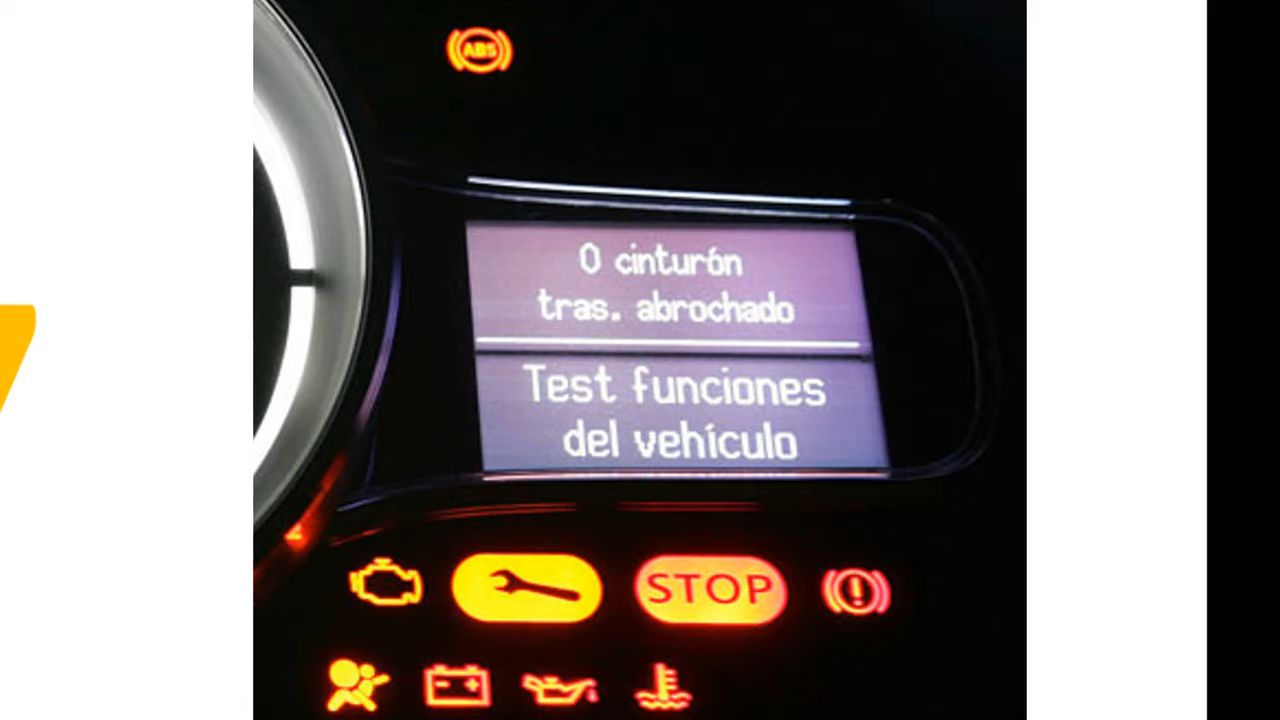 ABS
0 cinturón
tras. abrochado
Test funciones
del vehículo
STOP